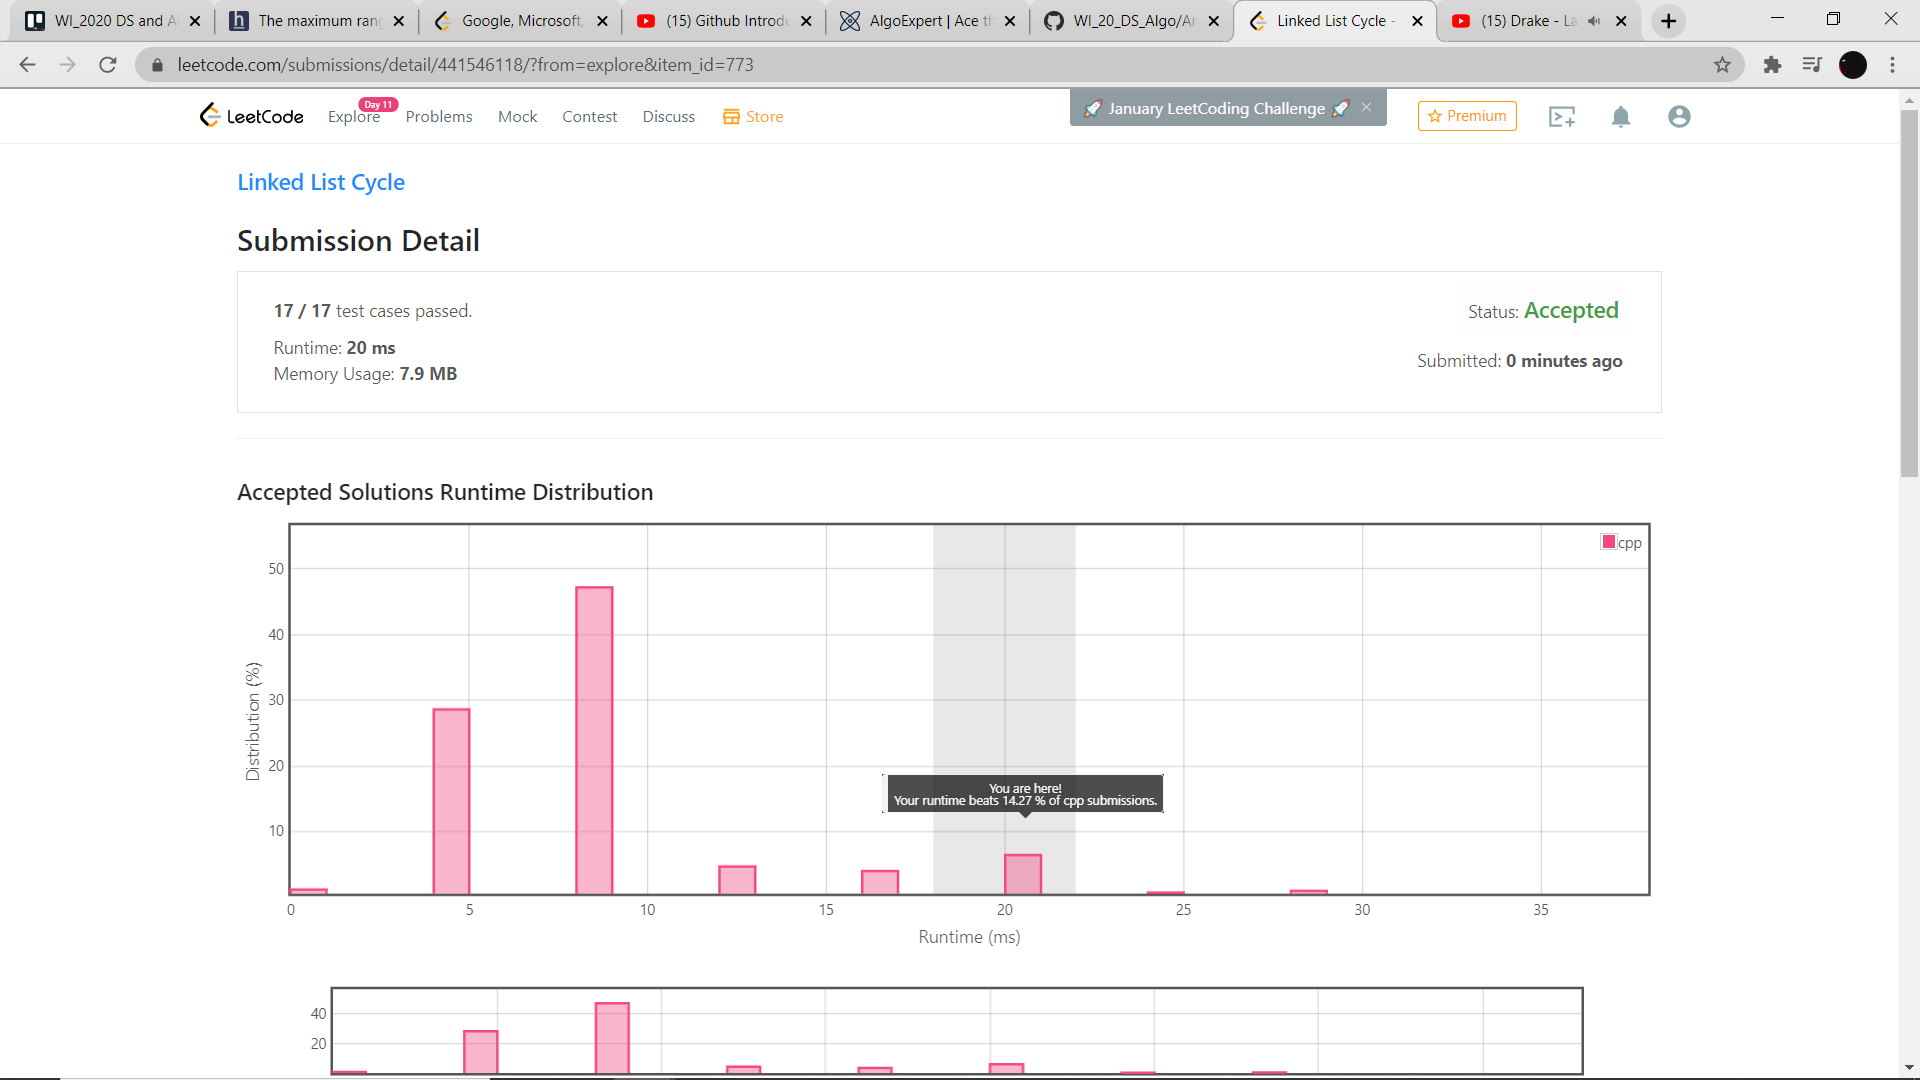 WI_2020 DS and A
The maximum ran
Google, Microsoft,
(15) Github Introdu
AlgoExpert | Ace th
WI_20_DS_Algo/Ar
Linked List Cycle -
(15) Drake - La
leetcode.com/submissions/detail/441546118/?from=explore&item_id=773
LeetCode
Explore
Day 11
Problems
Mock
Contest
Discuss
Store
🚀 January LeetCoding Challenge 🚀 ×
Premium
Linked List Cycle
Submission Detail
17 / 17 test cases passed.
Status: Accepted
Runtime: 20 ms
Submitted: 0 minutes ago
Memory Usage: 7.9 MB
Accepted Solutions Runtime Distribution
cpp
50
40
30
20
10
Distribution (%)
You are here!
Your runtime beats 14.27 % of cpp submissions.
0 5 10 15 20 25 30 35
Runtime (ms)
40
20